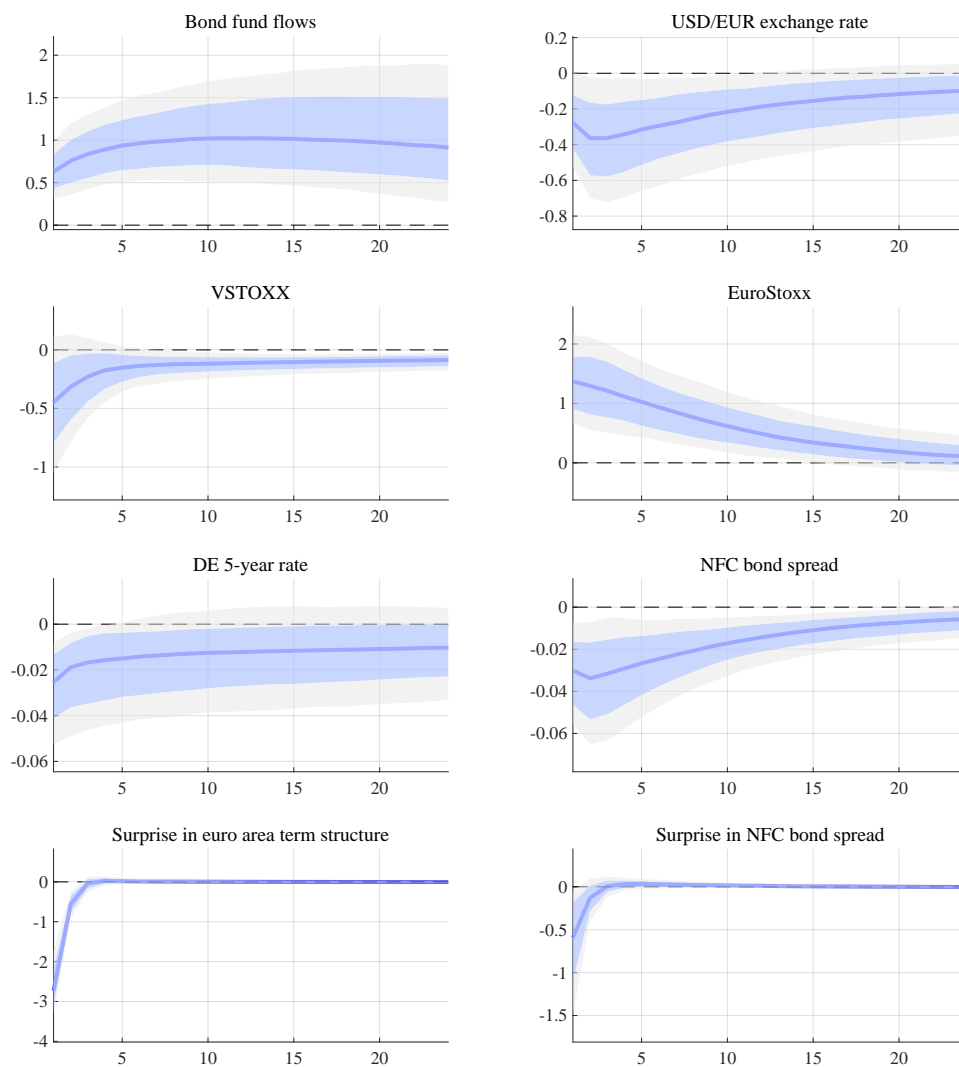 Bond fund flows
2
1.5
1
0.5
0
5 10 15 20
USD/EUR exchange rate
0.2
0
-0.2
-0.4
-0.6
-0.8
5 10 15 20
VSTOXX
0
-0.5
-1
5 10 15 20
EuroStoxx
2
1
0
5 10 15 20
DE 5-year rate
0
-0.02
-0.04
-0.06
5 10 15 20
NFC bond spread
0
-0.02
-0.04
-0.06
5 10 15 20
Surprise in euro area term structure
0
-1
-2
-3
-4
5 10 15 20
Surprise in NFC bond spread
0
-0.5
-1
-1.5
5 10 15 20